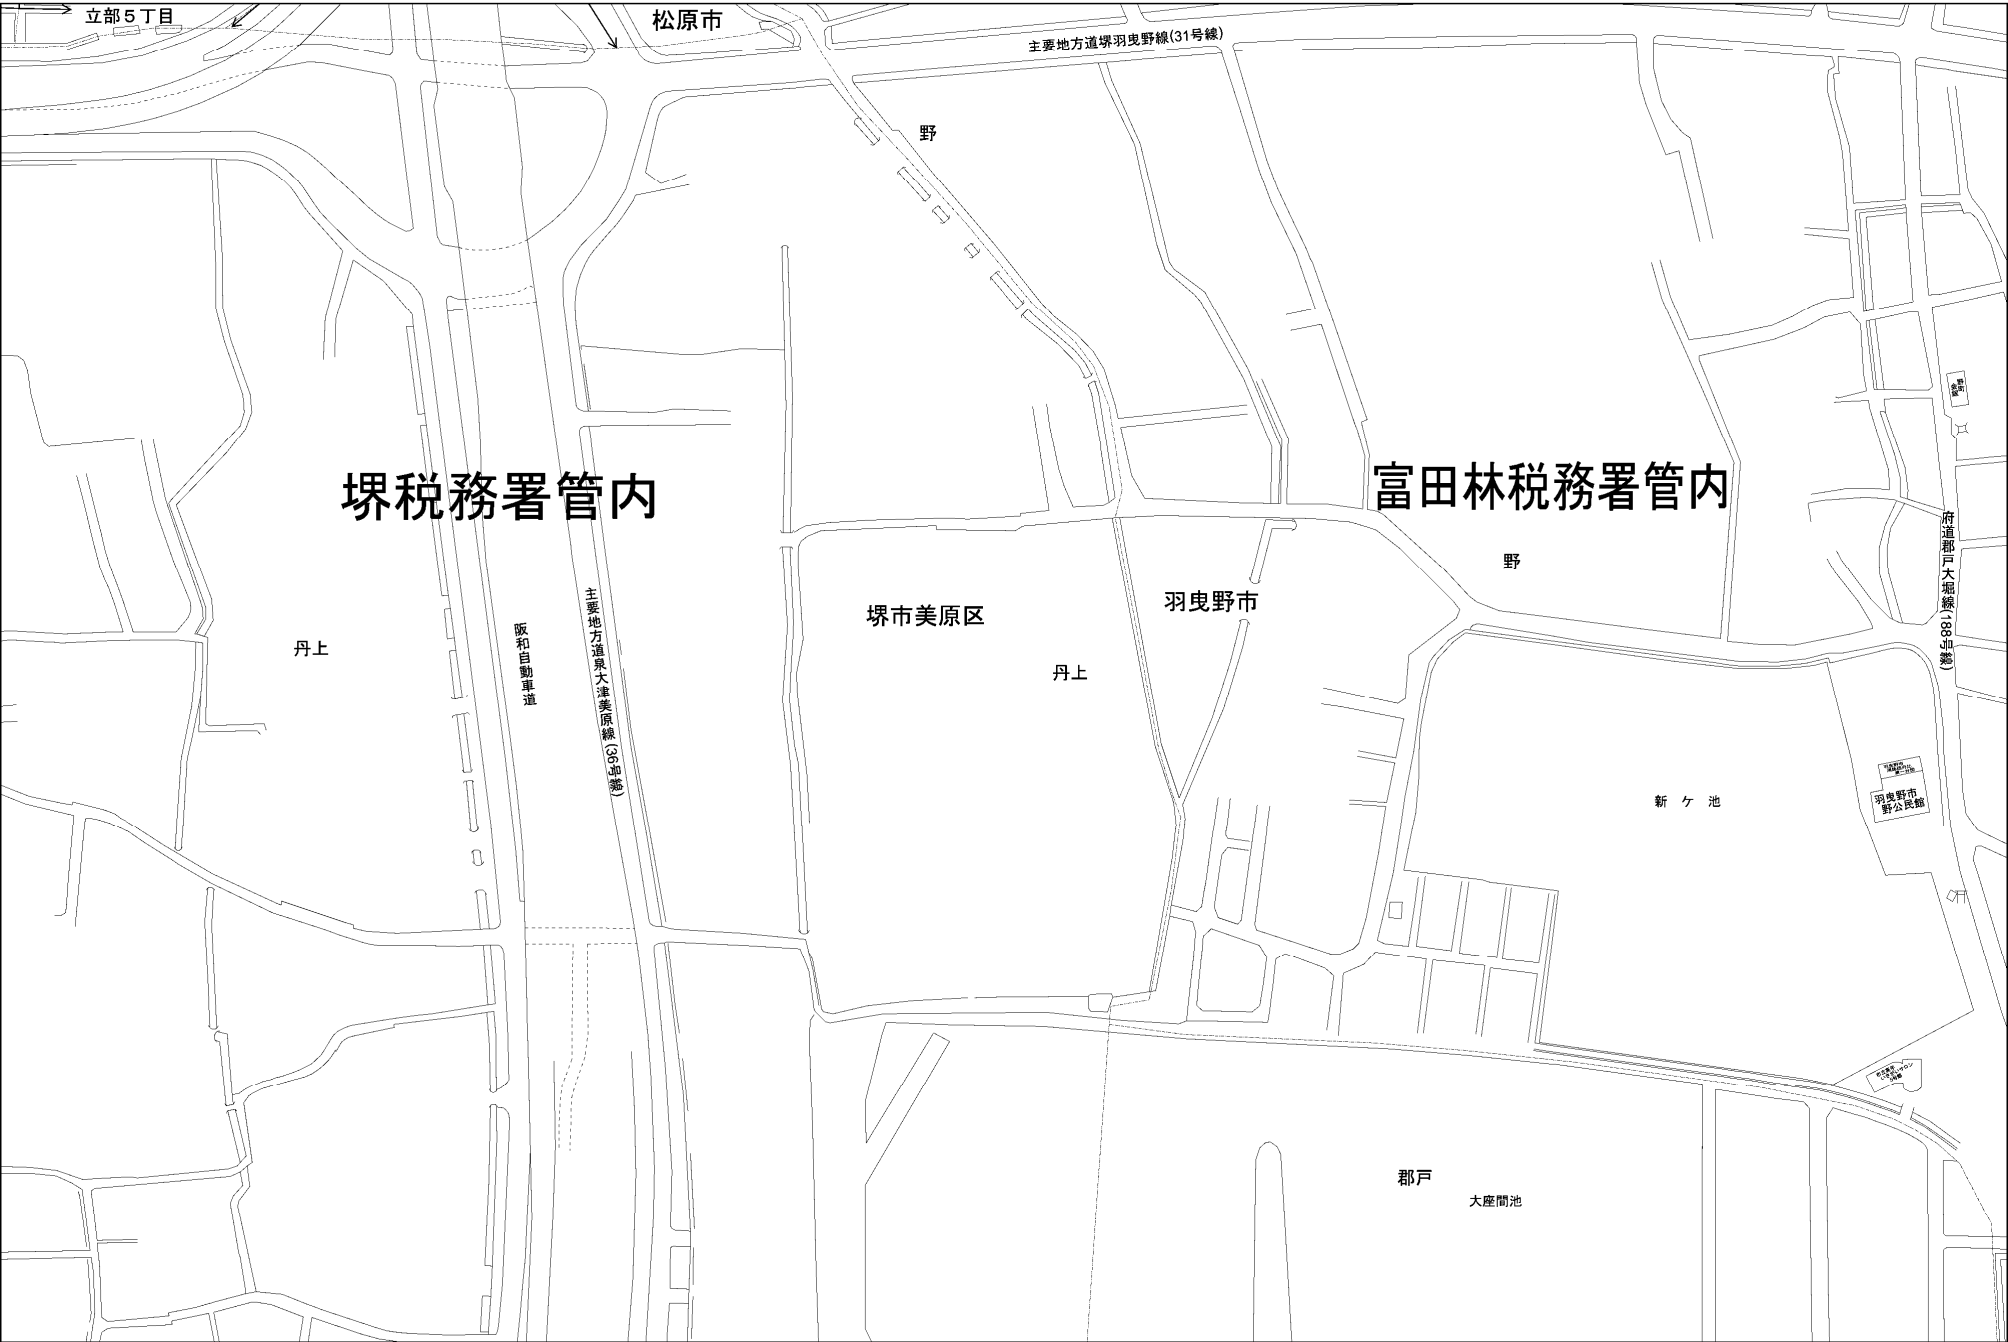 立部5丁目
松原市
主要地方道堺羽曳野線(31号線)
野
堺税務署管内
富田林税務署管内
野町
会館
府道郡戸大堀線(188号線)
野
羽曳野市
堺市美原区
丹上
丹上
阪和自動車道
主要地方道泉大津美原線(36号線)
新ケ池
羽曳野市
野公民館
郡戸
大座間池